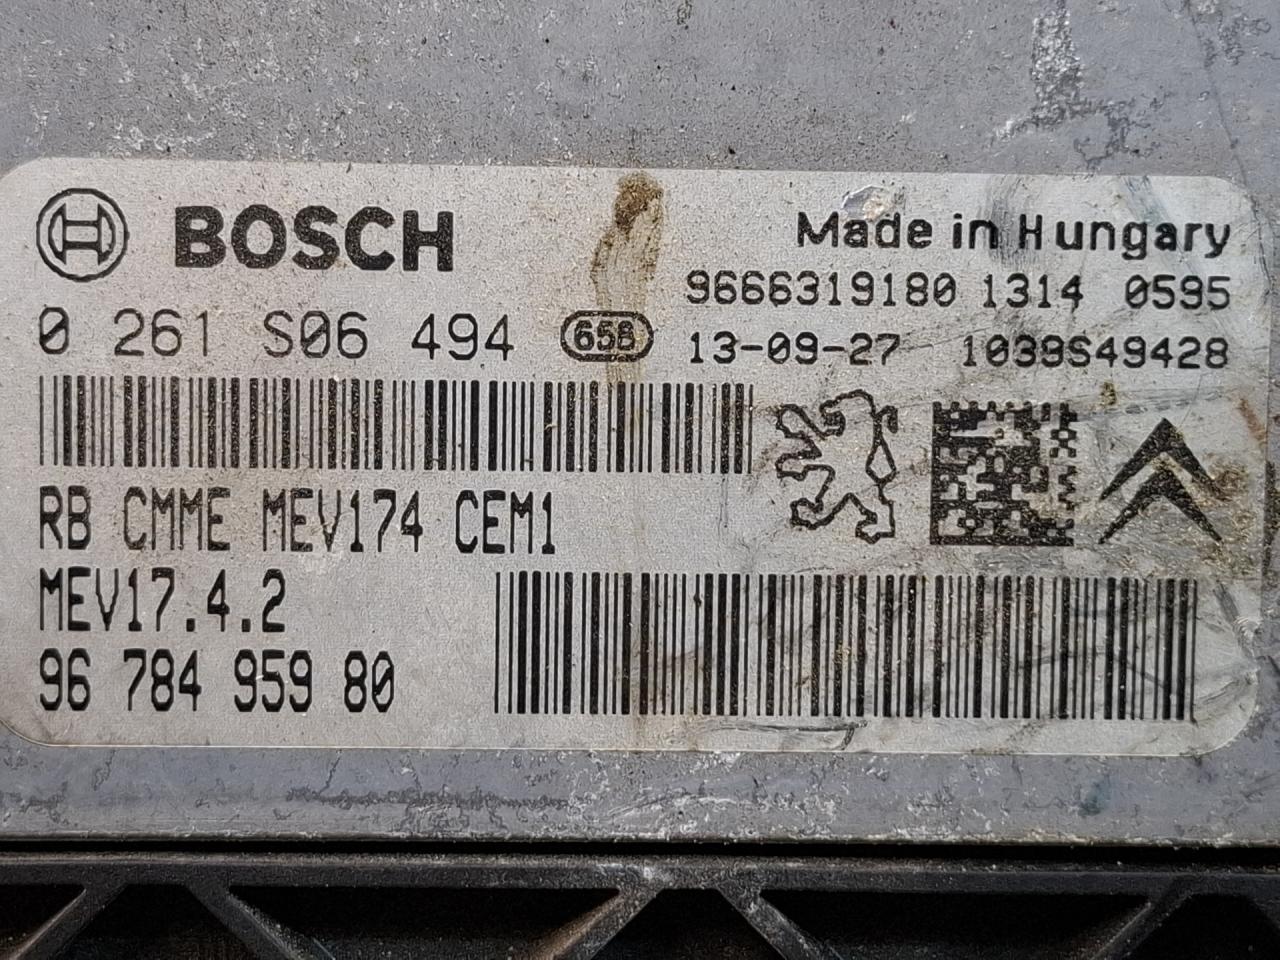 BOSCH
Made in Hungary
9666319180 1314 0595
0 261 S06 494 658
13-09-27 1039S49428
RB CMME MEV174 CEM1
MEV17.4.2
96 784 959 80